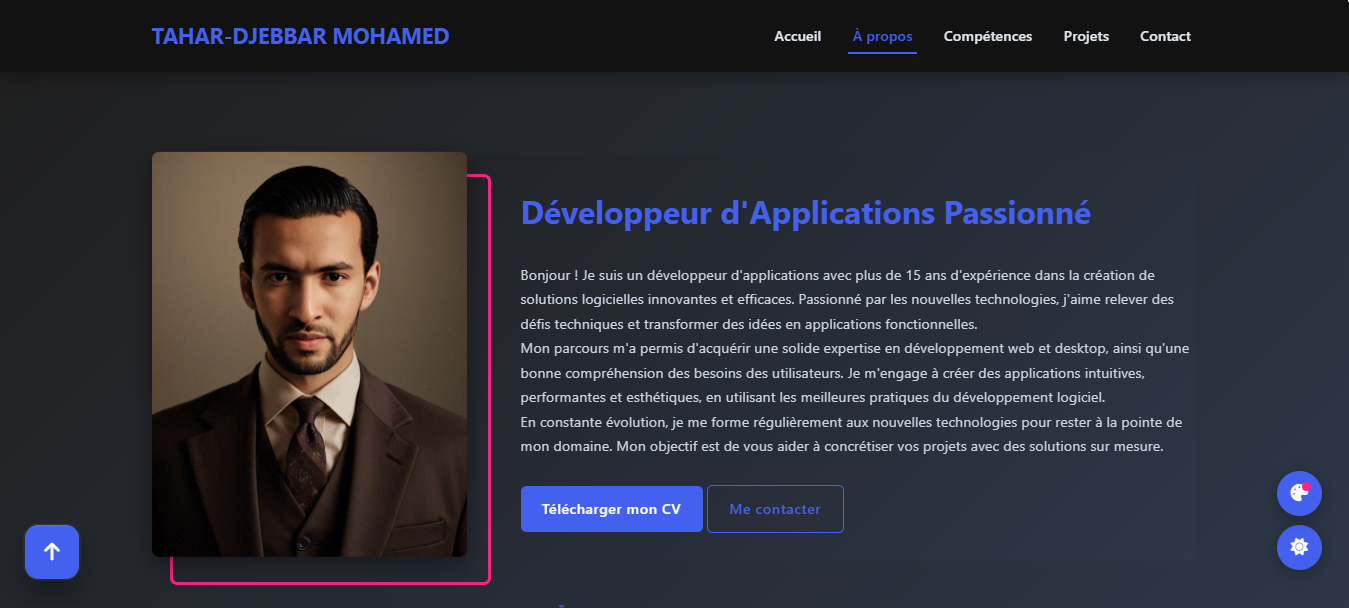 TAHAR-DJEBBAR MOHAMED
Accueil À propos Compétences Projets Contact
Développeur d'Applications Passionné
Bonjour ! Je suis un développeur d'applications avec plus de 15 ans d'expérience dans la création de
solutions logicielles innovantes et efficaces. Passionné par les nouvelles technologies, j'aime relever des
défis techniques et transformer des idées en applications fonctionnelles.
Mon parcours m'a permis d'acquérir une solide expertise en développement web et desktop, ainsi qu'une
bonne compréhension des besoins des utilisateurs. Je m'engage à créer des applications intuitives,
performantes et esthétiques, en utilisant les meilleures pratiques du développement logiciel.
En constante évolution, je me forme régulièrement aux nouvelles technologies pour rester à la pointe de
mon domaine. Mon objectif est de vous aider à concrétiser vos projets avec des solutions sur mesure.
Télécharger mon CV Me contacter